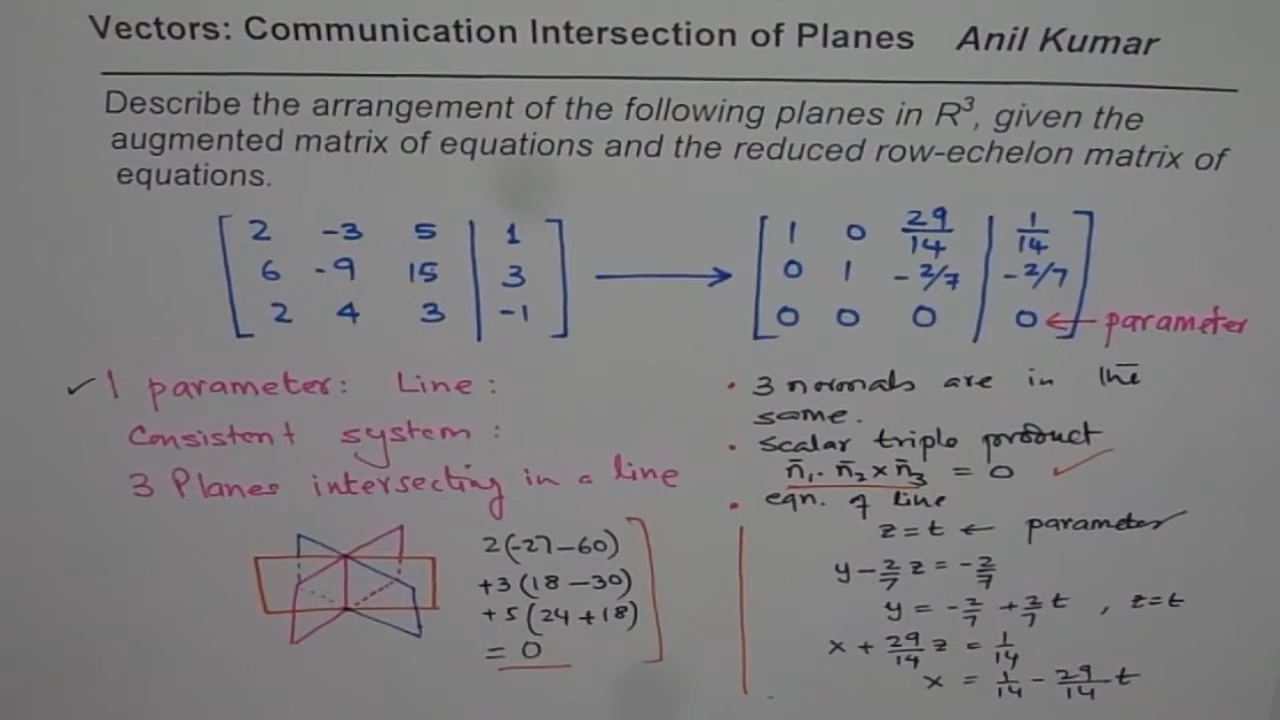 Vectors: Communication Intersection of Planes Anil Kumar
Describe the arrangement of the following planes in R³, given the
augmented matrix of equations and the reduced row-echelon matrix of
equations.
[ 2 -3 5 | 1 ] → [ 1 0 29/14 | 1/14 ]
[ 6 -9 15 | 3 ] [ 0 1 -2/7 | -2/7 ]
[ 2 4 3 | -1 ] [ 0 0 0 | 0 ] ← parameter
✓ 1 parameter: Line:
Consistent system:
3 Planes intersecting in a line
2(-27-60)
+3(18-30)
+5(24+18)
= 0
• 3 normals are in the
same.
• scalar triple product
n̄₁. n̄₂ × n̄₃ = 0 ✓
• eqn. of line
z=t ← parameter
y-2/7 z = -2/7
y = -2/7 + 2/7 t , z=t
x + 29/14 z = 1/14
x = 1/14 - 29/14 t